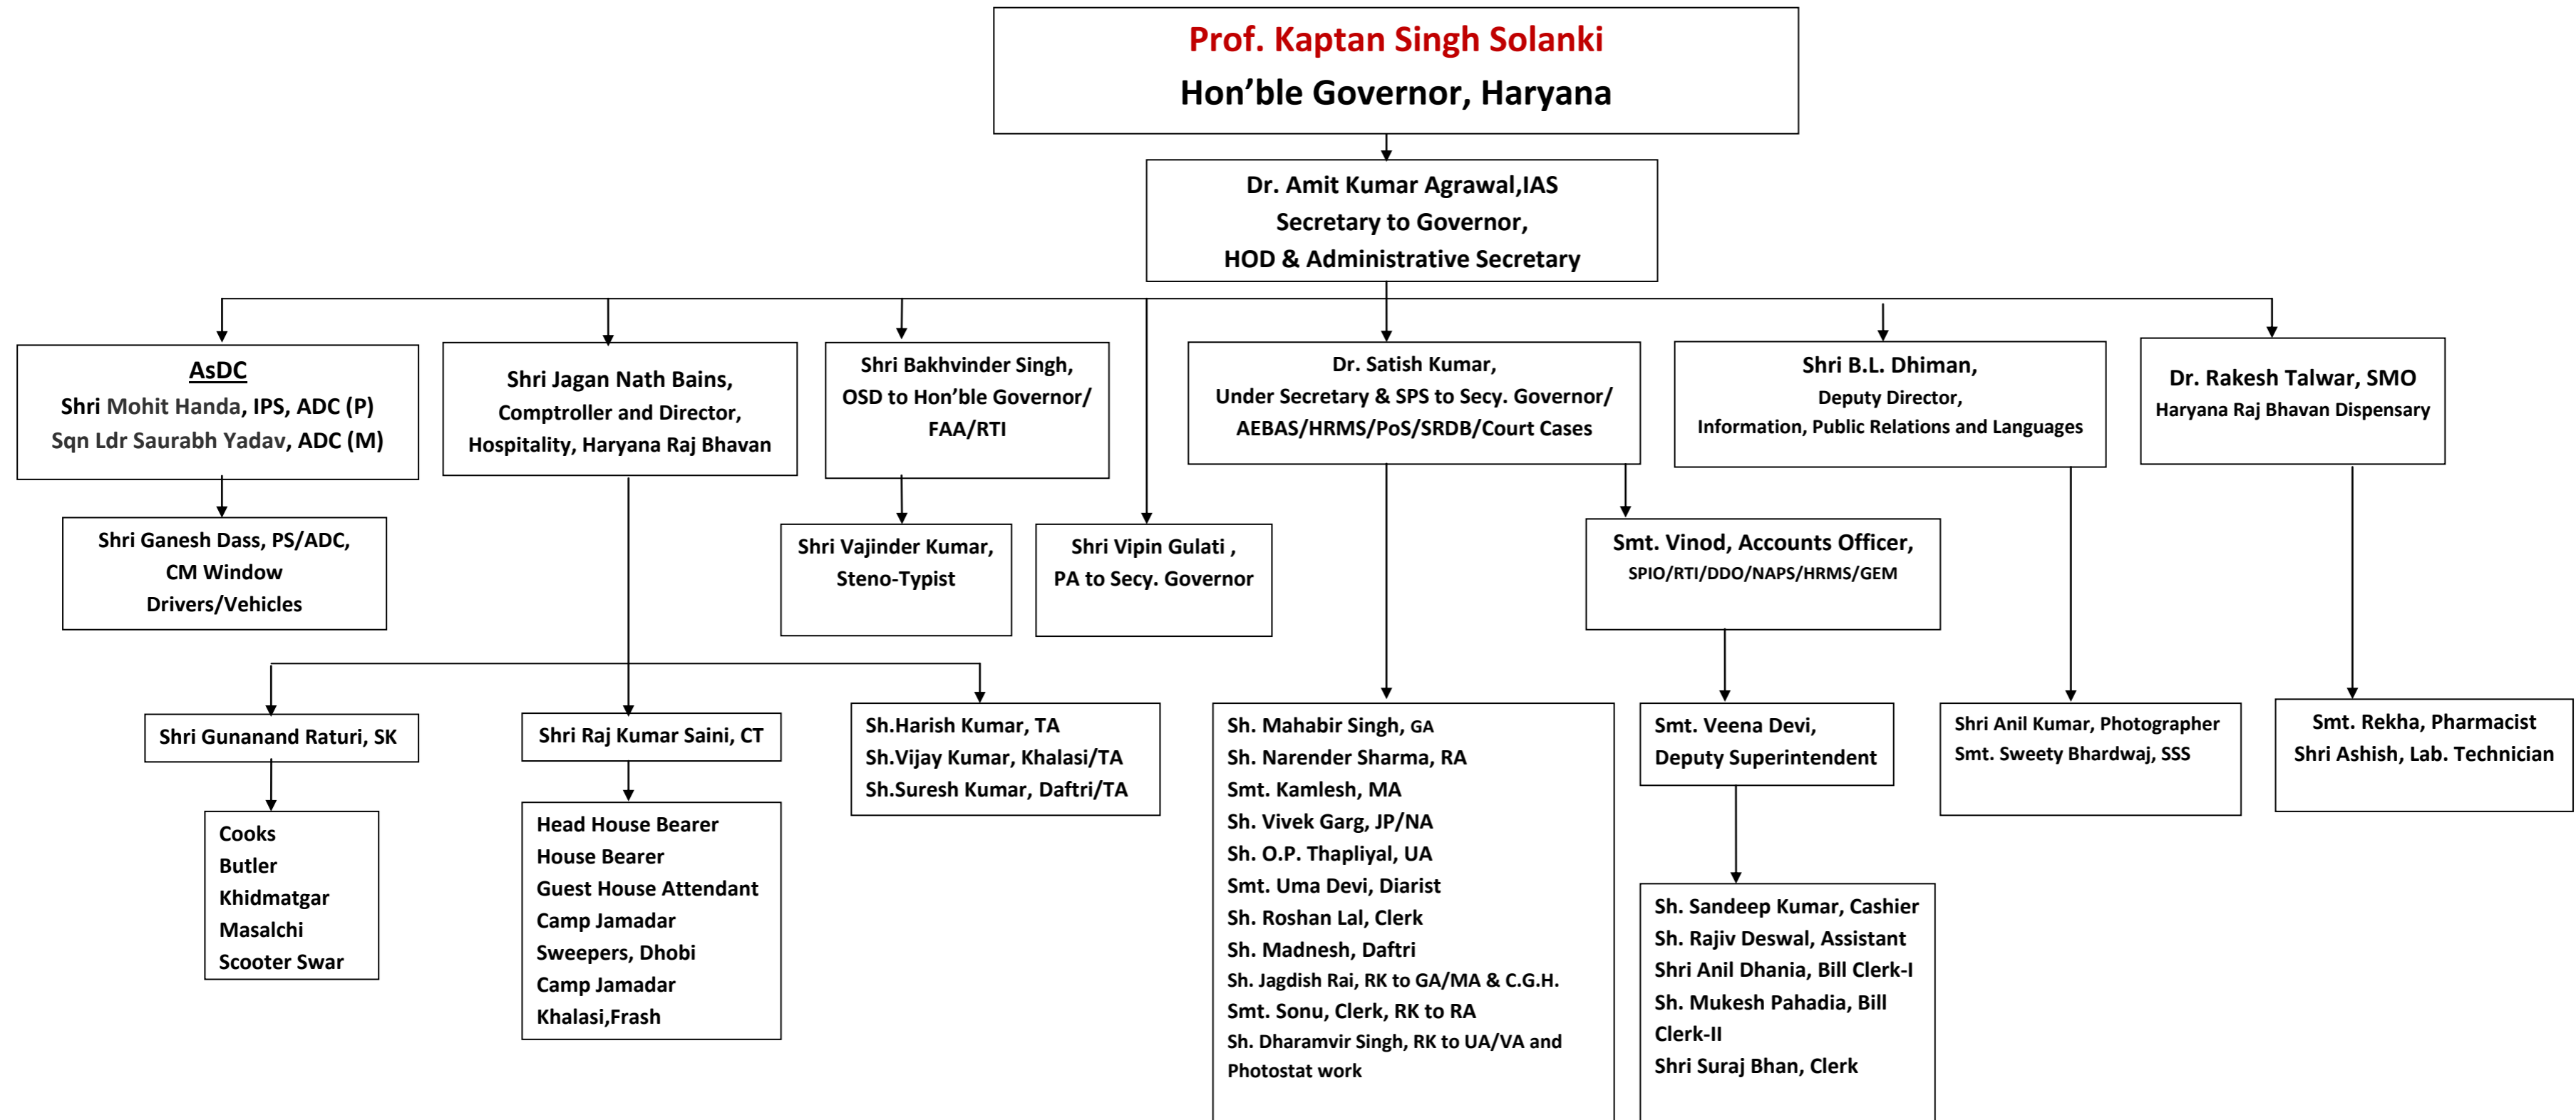 Prof. Kaptan Singh Solanki
Hon’ble Governor, Haryana
Dr. Amit Kumar Agrawal,IAS
Secretary to Governor,
HOD & Administrative Secretary
AsDC
Shri Mohit Handa, IPS, ADC (P)
Sqn Ldr Saurabh Yadav, ADC (M)
Shri Jagan Nath Bains,
Comptroller and Director,
Hospitality, Haryana Raj Bhavan
Shri Bakhvinder Singh,
OSD to Hon’ble Governor/
FAA/RTI
Dr. Satish Kumar,
Under Secretary & SPS to Secy. Governor/
AEBAS/HRMS/PoS/SRDB/Court Cases
Shri B.L. Dhiman,
Deputy Director,
Information, Public Relations and Languages
Dr. Rakesh Talwar, SMO
Haryana Raj Bhavan Dispensary
Shri Ganesh Dass, PS/ADC,
CM Window
Drivers/Vehicles
Shri Vajinder Kumar,
Steno-Typist
Shri Vipin Gulati ,
PA to Secy. Governor
Smt. Vinod, Accounts Officer,
SPIO/RTI/DDO/NAPS/HRMS/GEM
Shri Gunanand Raturi, SK
Shri Raj Kumar Saini, CT
Sh.Harish Kumar, TA
Sh.Vijay Kumar, Khalasi/TA
Sh.Suresh Kumar, Daftri/TA
Sh. Mahabir Singh, GA
Sh. Narender Sharma, RA
Smt. Kamlesh, MA
Sh. Vivek Garg, JP/NA
Sh. O.P. Thapliyal, UA
Smt. Uma Devi, Diarist
Sh. Roshan Lal, Clerk
Sh. Madnesh, Daftri
Sh. Jagdish Rai, RK to GA/MA & C.G.H.
Smt. Sonu, Clerk, RK to RA
Sh. Dharamvir Singh, RK to UA/VA and
Photostat work
Smt. Veena Devi,
Deputy Superintendent
Shri Anil Kumar, Photographer
Smt. Sweety Bhardwaj, SSS
Smt. Rekha, Pharmacist
Shri Ashish, Lab. Technician
Cooks
Butler
Khidmatgar
Masalchi
Scooter Swar
Head House Bearer
House Bearer
Guest House Attendant
Camp Jamadar
Sweepers, Dhobi
Camp Jamadar
Khalasi,Frash
Sh. Sandeep Kumar, Cashier
Sh. Rajiv Deswal, Assistant
Shri Anil Dhania, Bill Clerk-I
Sh. Mukesh Pahadia, Bill
Clerk-II
Shri Suraj Bhan, Clerk